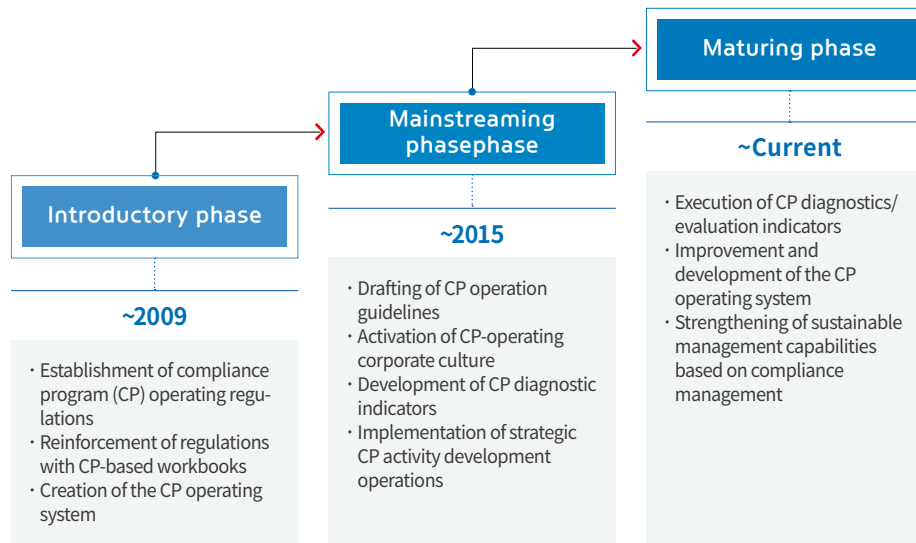 Introductory phase
~2009
· Establishment of compliance
program (CP) operating regu-
lations
· Reinforcement of regulations
with CP-based workbooks
· Creation of the CP operating
system
Mainstreaming
phasephase
~2015
· Drafting of CP operation
guidelines
· Activation of CP-operating
corporate culture
· Development of CP diagnostic
indicators
· Implementation of strategic
CP activity development
operations
Maturing phase
~Current
· Execution of CP diagnostics/
evaluation indicators
· Improvement and
development of the CP
operating system
· Strengthening of sustainable
management capabilities
based on compliance
management